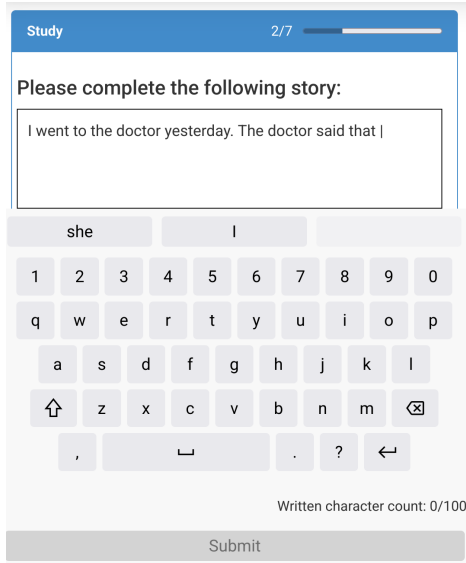 Study 2/7
Please complete the following story:
I went to the doctor yesterday. The doctor said that
she I
1 2 3 4 5 6 7 8 9 0
q w e r t y u i o p
a s d f g h j k l
z x c v b n m
, . ?
Written character count: 0/100
Submit